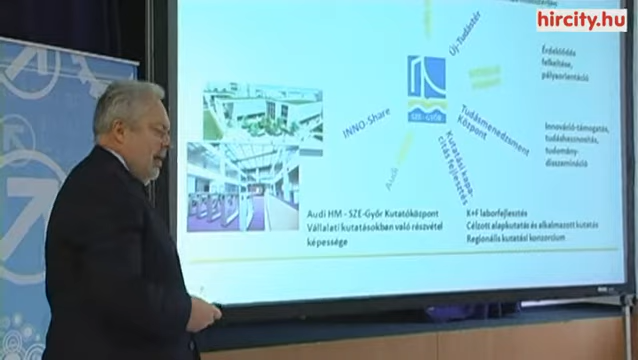 hircity.hu
Új-Tudástér
Érdeklődés
felkeltése,
pályaorientáció
SZE-GYŐR
INNO-Share
Tudásmenedzsment
Központ
Kutatási kapa-
citás fejlesztés
Audi
Innováció-támogatás,
tudáshasznosítás,
tudomány-
disszemináció
Audi HM - SZE-Győr Kutatóközpont
Vállalati kutatásokban való részvétel
képessége
K+F laborfejlesztés
Célzott alapkutatás és alkalmazott kutatás
Regionális kutatási konzorcium